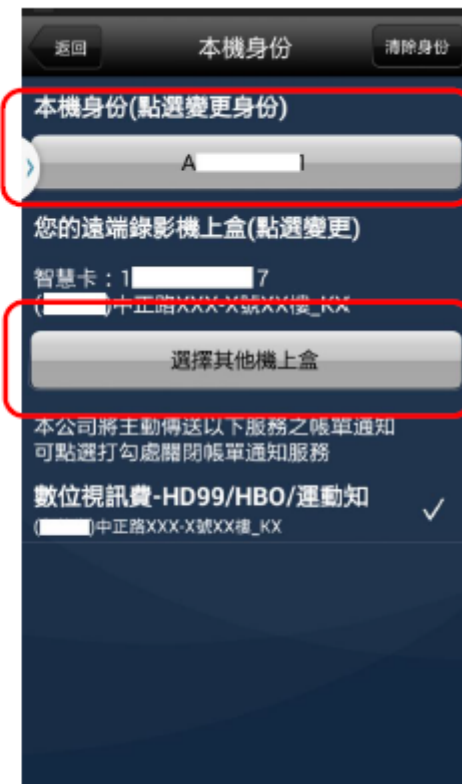 返回 本機身份 清除身份
本機身份(點選變更身份)
A 1
您的遠端錄影機上盒(點選變更)
智慧卡：1 7
( )中正路XXX-X號XX樓_KX
選擇其他機上盒
本公司將主動傳送以下服務之帳單通知
可點選打勾處關閉帳單通知服務
數位視訊費-HD99/HBO/運動知
( )中正路XXX-X號XX樓_KX